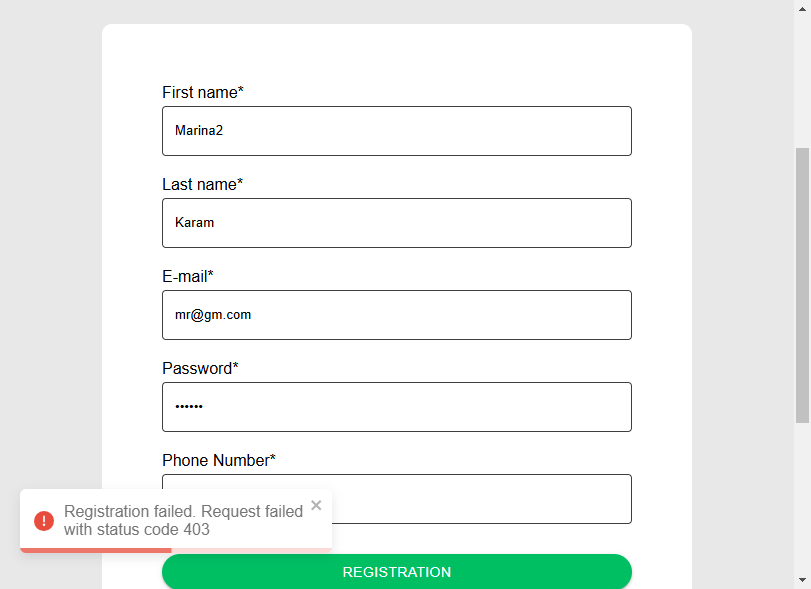 First name*
Marina2
Last name*
Karam
E-mail*
mr@gm.com
Password*
••••••
Phone Number*
Registration failed. Request failed
with status code 403
REGISTRATION